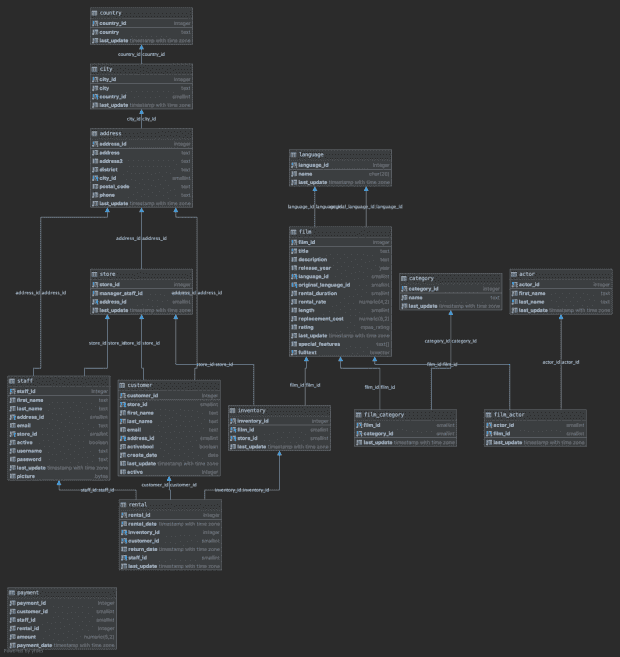 country
country_id integer
country text
last_update timestamp with time zone
country_id country_id
city
city_id integer
city text
country_id smallint
last_update timestamp with time zone
city_id city_id
address
address_id integer
address text
address2 text
district text
city_id smallint
postal_code text
phone text
last_update timestamp with time zone
language
language_id integer
name char(20)
last_update timestamp with time zone
language_id
language_id
film
film_id integer
title text
description text
release_year year
language_id smallint
original_language_id smallint
rental_duration smallint
rental_rate numeric(4,2)
length smallint
replacement_cost numeric(5,2)
rating mpaa_rating
last_update timestamp with time zone
special_features text[]
fulltext tsvector
address_id address_id
address_id address_id
address_id
store
store_id integer
manager_staff_id smallint
address_id smallint
last_update timestamp with time zone
category
category_id integer
name text
last_update timestamp with time zone
actor
actor_id integer
first_name text
last_name text
last_update timestamp with time zone
store_id
store_id
store_id store_id
category_id category_id
actor_id actor_id
film_id film_id
film_id film_id
film_id film_id
staff
staff_id integer
first_name text
last_name text
address_id smallint
email text
store_id smallint
active boolean
username text
password text
last_update timestamp with time zone
picture bytea
customer
customer_id integer
store_id smallint
first_name text
last_name text
email text
address_id smallint
activebool boolean
create_date date
last_update timestamp with time zone
active integer
inventory
inventory_id integer
film_id smallint
store_id smallint
last_update timestamp with time zone
film_category
film_id smallint
category_id smallint
last_update timestamp with time zone
film_actor
actor_id smallint
film_id smallint
last_update timestamp with time zone
staff_id staff_id
customer_id customer_id
inventory_id inventory_id
rental
rental_id integer
rental_date timestamp with time zone
inventory_id integer
customer_id smallint
return_date timestamp with time zone
staff_id smallint
last_update timestamp with time zone
payment
payment_id integer
customer_id smallint
staff_id smallint
rental_id integer
amount numeric(5,2)
payment_date timestamp with time zone
Powered by yFiles